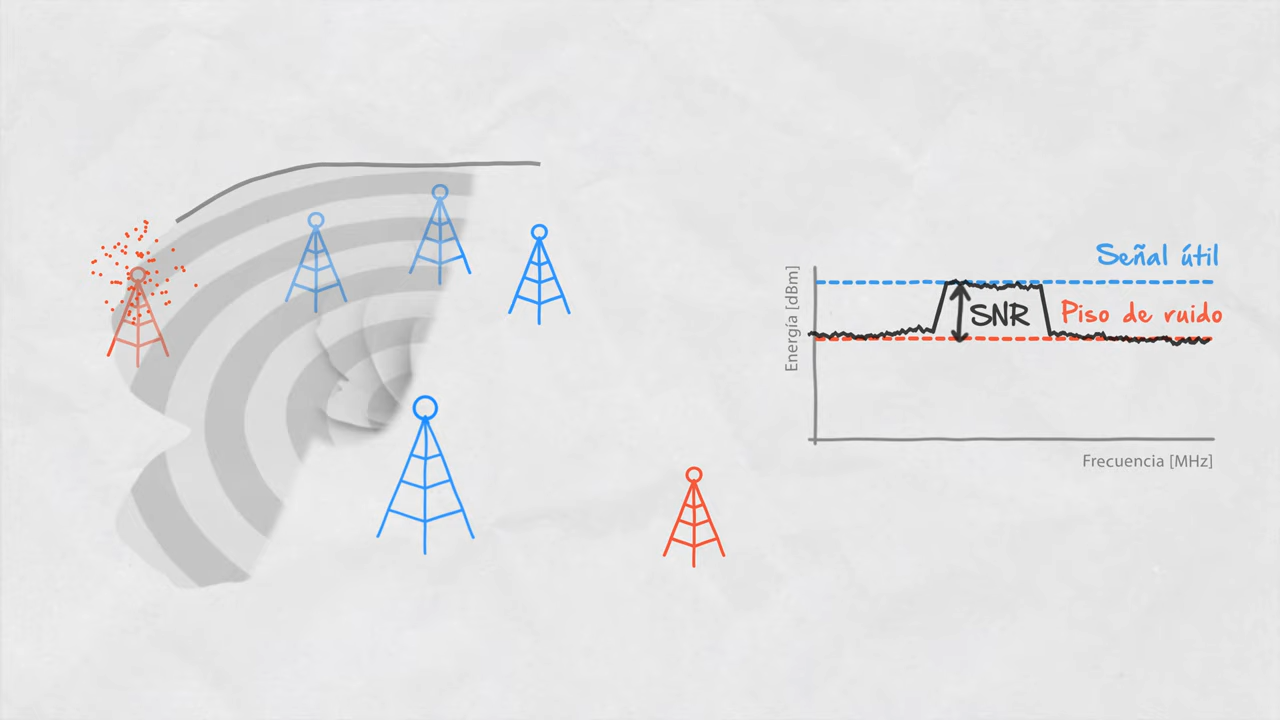 Señal útil
Piso de ruido
SNR
Energía [dBm]
Frecuencia [MHz]